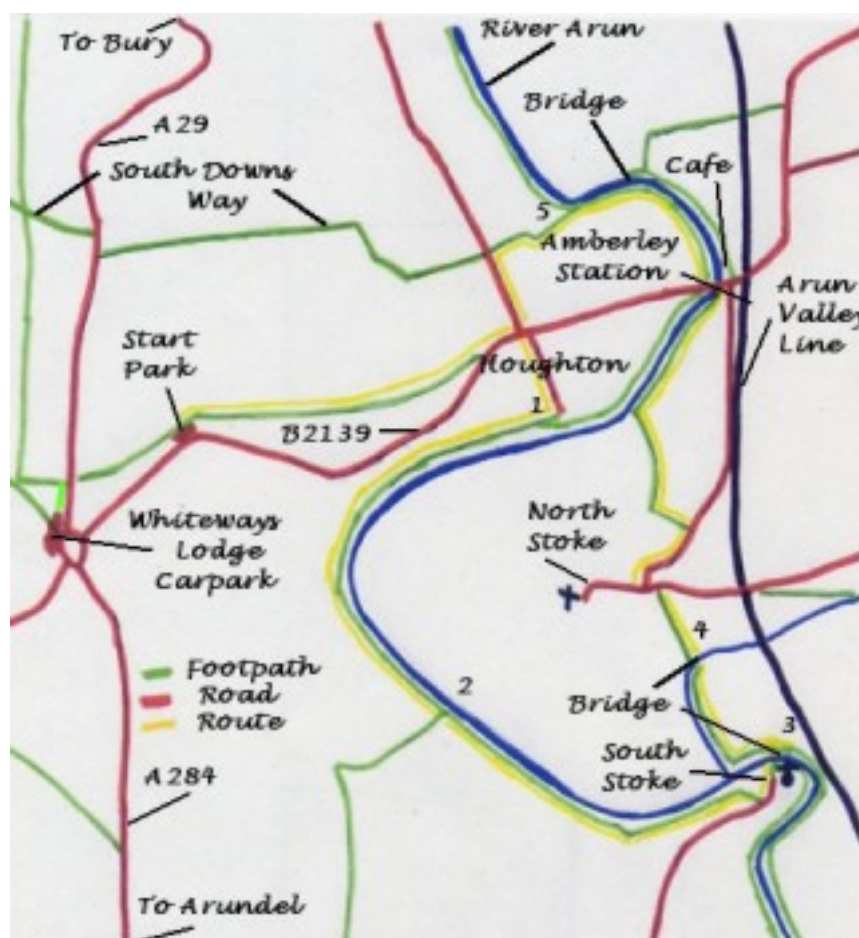 To Bury
River Arun
A29
Bridge
South Downs
Way
Cafe
5
Amberley
Station
Arun
Valley
Line
Start
Park
Houghton
1
B2139
Whiteways
Lodge
Carpark
North
Stoke
4
Footpath
Road
Route
2
Bridge
3
South
Stoke
A284
To Arundel